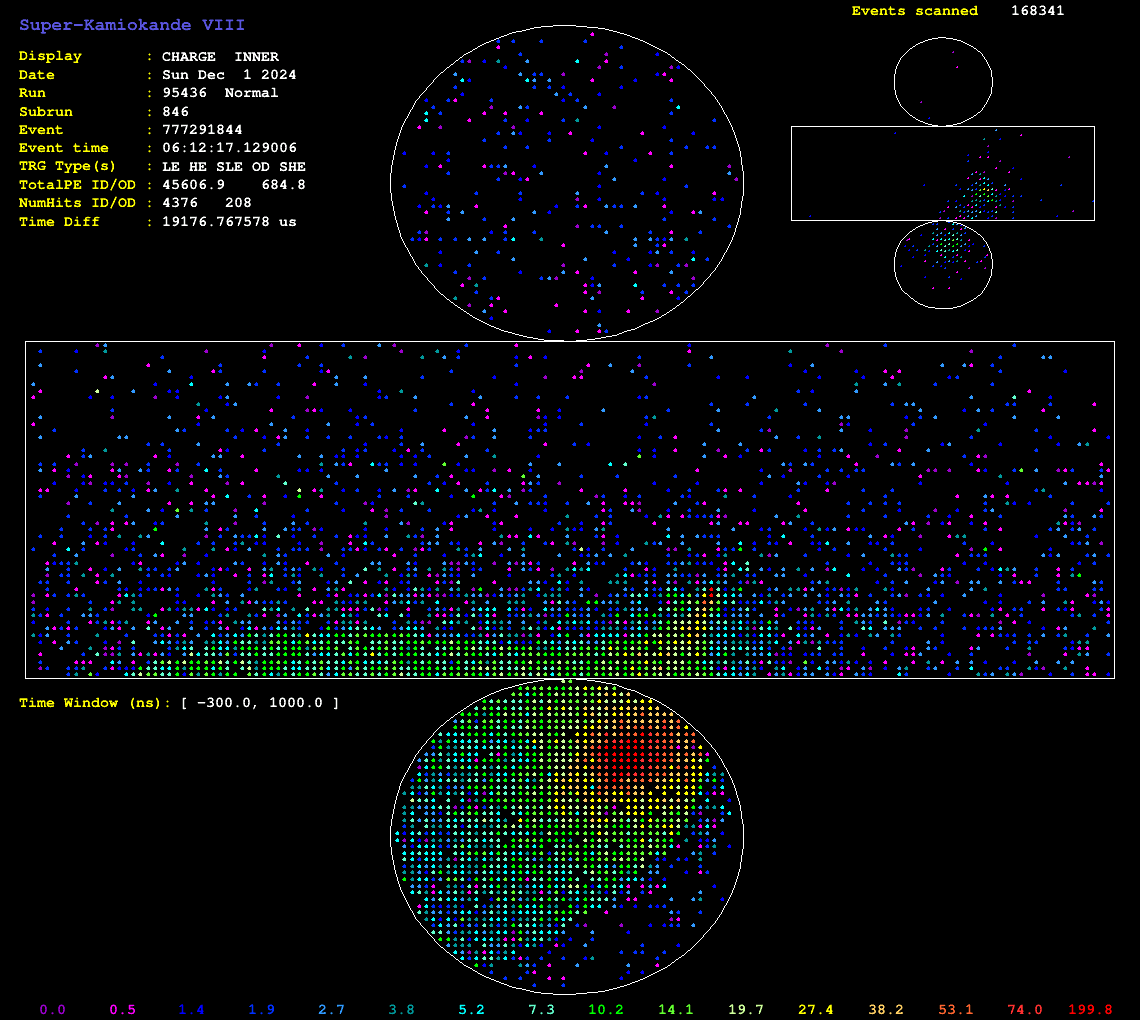 Super-Kamiokande VIII
Events scanned 168341
Display : CHARGE INNER
Date : Sun Dec 1 2024
Run : 95436 Normal
Subrun : 846
Event : 777291844
Event time : 06:12:17.129006
TRG Type(s) : LE HE SLE OD SHE
TotalPE ID/OD : 45606.9 684.8
NumHits ID/OD : 4376 208
Time Diff : 19176.767578 us
Time Window (ns): [ -300.0, 1000.0 ]
0.0 0.5 1.4 1.9 2.7 3.8 5.2 7.3 10.2 14.1 19.7 27.4 38.2 53.1 74.0 199.8